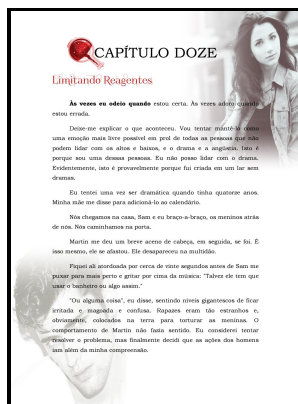 CAPÍTULO DOZE
Limitando Reagentes
Às vezes eu odeio quando estou certa. Às vezes adoro quando
estou errada.
Deixe-me explicar o que aconteceu. Vou tentar mantê-lo como
uma emoção mais livre possível em prol de todas as pessoas que não
podem lidar com os altos e baixos, e o drama e a angústia. Isto é
porque sou uma dessas pessoas. Eu não posso lidar com o drama.
Evidentemente, isto é provavelmente porque fui criada em um lar sem
dramas.
Eu tentei uma vez ser dramática quando tinha quatorze anos.
Minha mãe me disse para adicioná-lo ao calendário.
Nós chegamos na casa, Sam e eu braço-a-braço, os meninos atrás
de nós. Nós caminhamos na porta.
Martin me deu um breve aceno de cabeça, em seguida, se foi. É
isso mesmo, ele se afastou. Ele desapareceu na multidão.
Fiquei ali atordoada por cerca de vinte segundos antes de Sam me
puxar para mais perto e gritar por cima da música: "Talvez ele tem que
usar o banheiro ou algo assim."
"Ou alguma coisa", eu disse, sentindo níveis gigantescos de ficar
irritada e magoada e confusa. Rapazes eram tão estranhos e,
obviamente, colocados na terra para torturar as meninas. O
comportamento de Martin não fazia sentido. Eu considerei tentar
resolver o problema, mas finalmente decidi que as ações dos homens
iam além da minha compreensão.